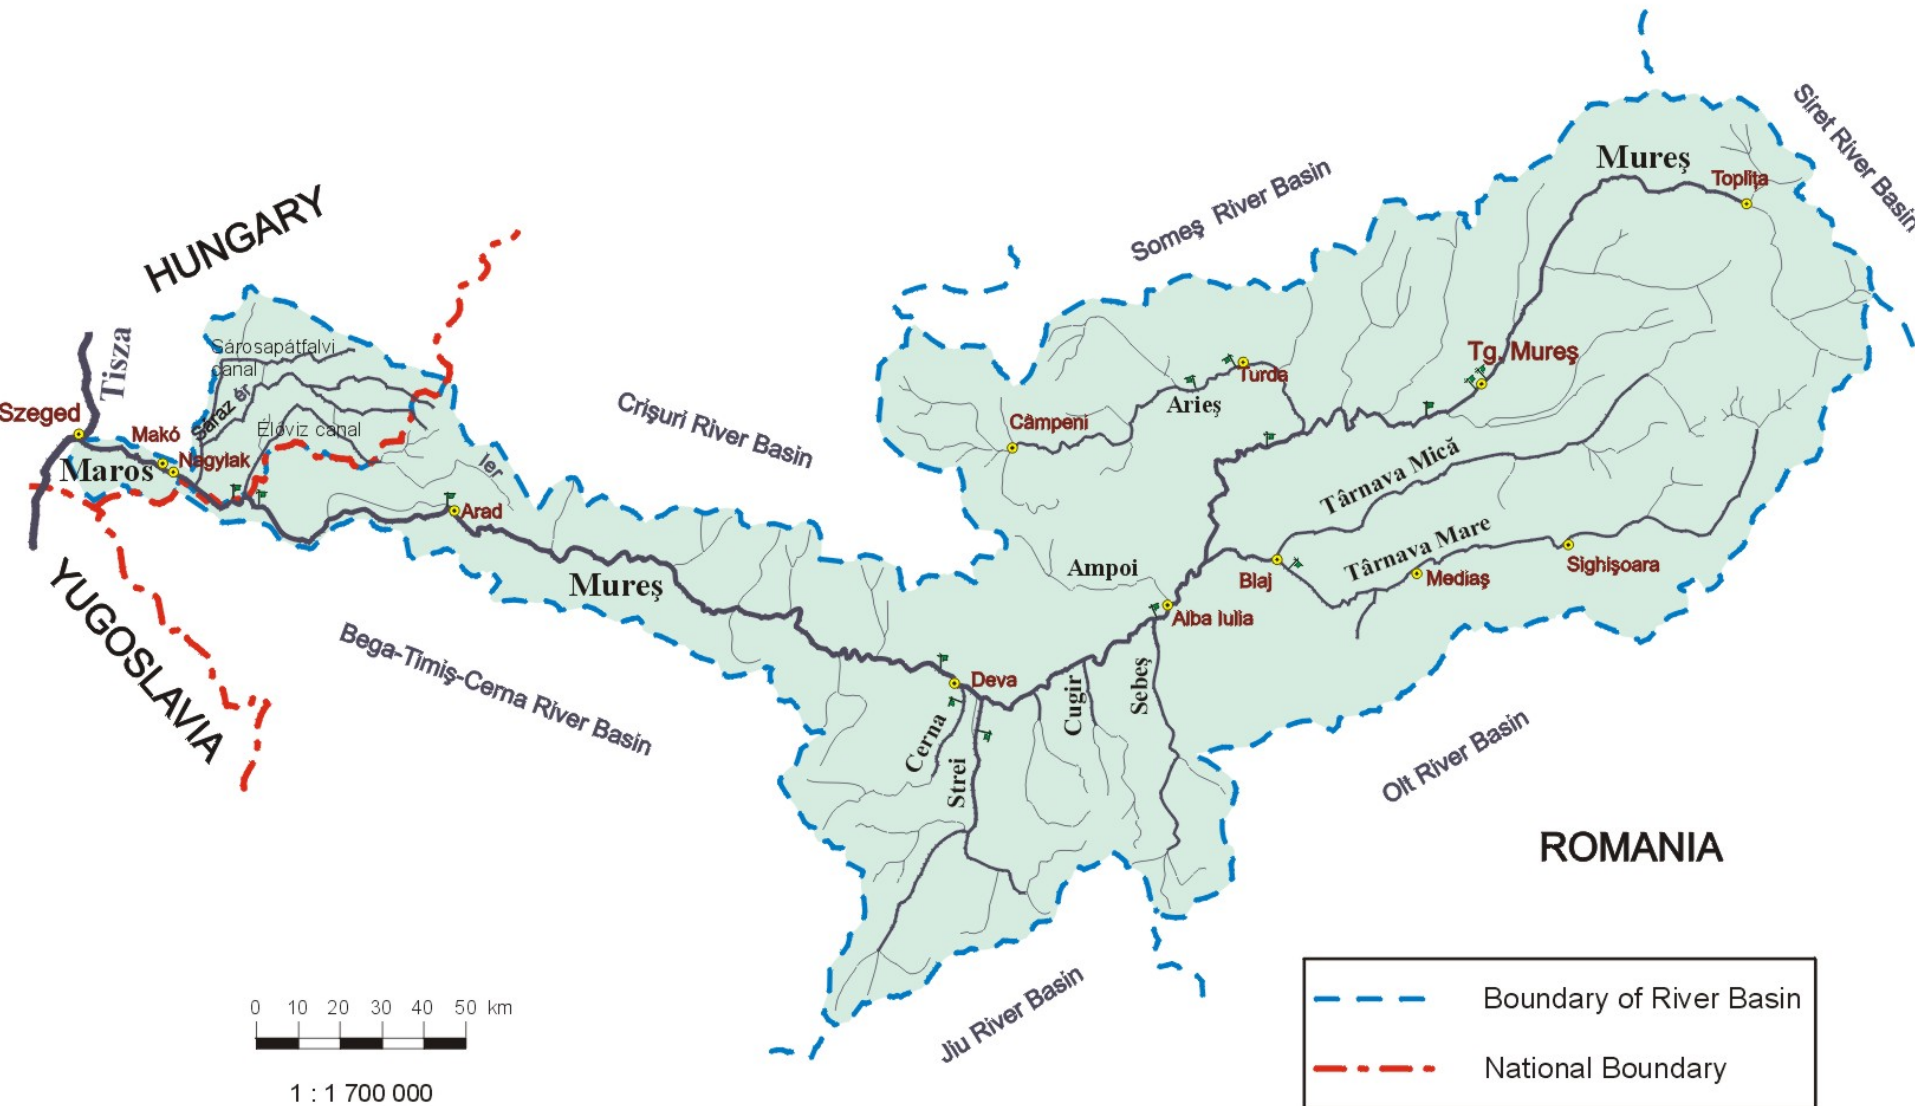 Siret River Basin
Mureş
Topliţa
Someş River Basin
HUNGARY
Tisza
Sárosapátfalvi
canal
Száraz ér
Élőviz canal
Szeged
Makó
Nagylak
Maros
Ier
Arad
Crişuri River Basin
Turda
Arieş
Câmpeni
Tg. Mureş
Târnava Mică
Târnava Mare
Sighişoara
Mediaş
Blaj
Ampoi
Alba Iulia
Mureş
YUGOSLAVIA
Bega-Timiş-Cerna River Basin
Deva
Cerna
Strei
Cugir
Sebeş
Olt River Basin
ROMANIA
Jiu River Basin
0 10 20 30 40 50 km
1 : 1 700 000
Boundary of River Basin
National Boundary